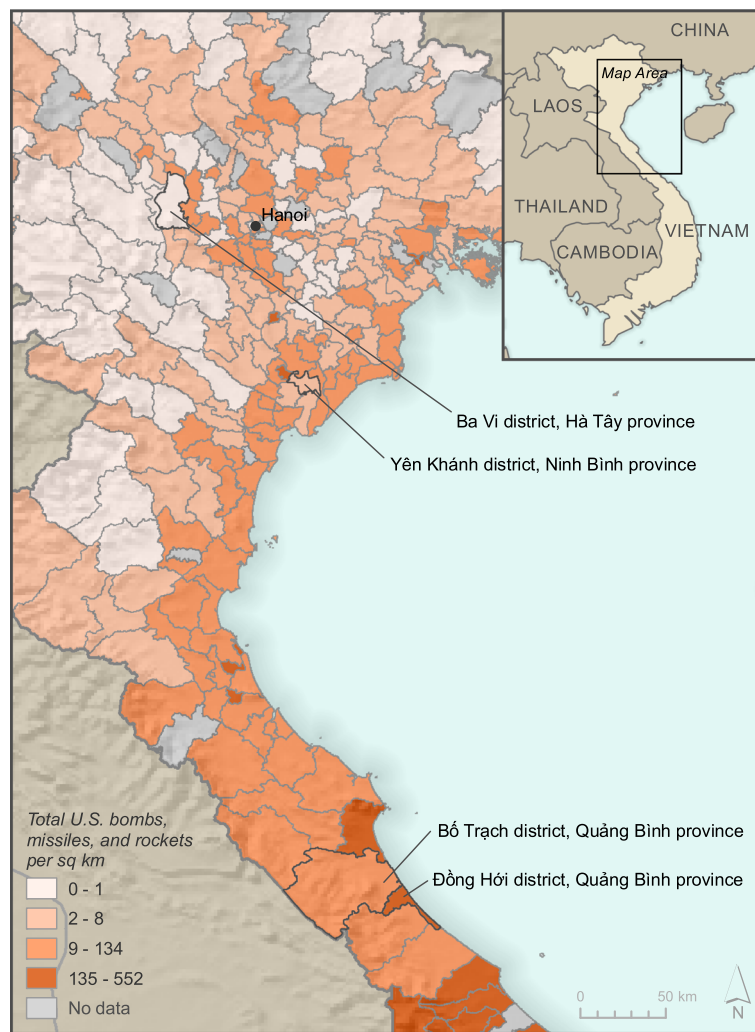 CHINA
Map Area
LAOS
THAILAND
VIETNAM
CAMBODIA
Hanoi
Ba Vi district, Hà Tây province
Yên Khánh district, Ninh Bình province
Bố Trạch district, Quảng Bình province
Đồng Hới district, Quảng Bình province
Total U.S. bombs,
missiles, and rockets
per sq km
0 - 1
2 - 8
9 - 134
135 - 552
No data
0 50 km
N